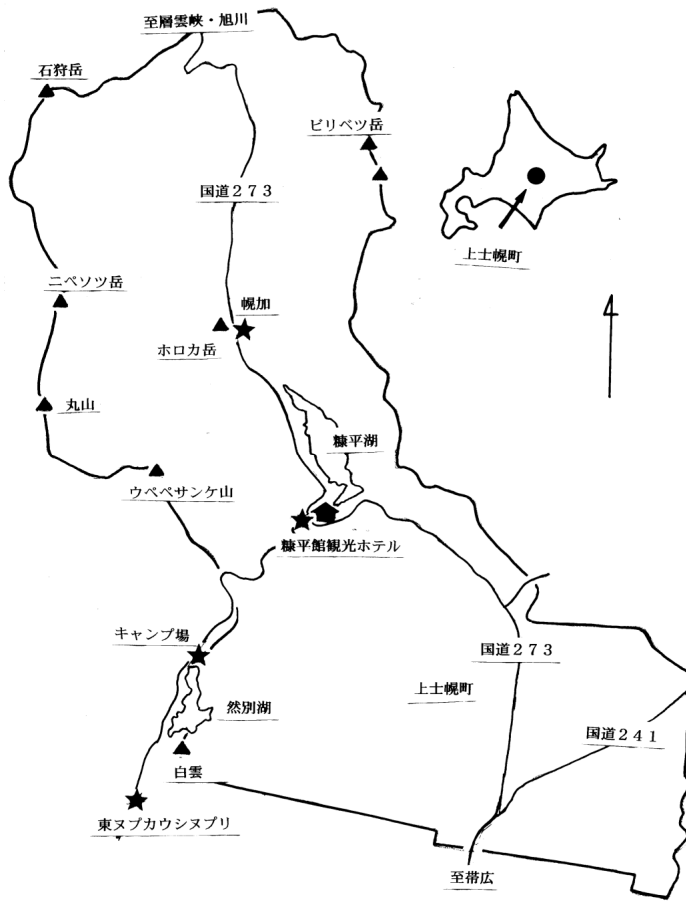 至層雲峡・旭川
石狩岳
ビリベツ岳
国道273
上士幌町
ニペソツ岳
幌加
ホロカ岳
丸山
糠平湖
ウペペサンケ山
糠平館観光ホテル
キャンプ場
国道273
上士幌町
然別湖
国道241
白雲
東ヌプカウシヌプリ
至帯広